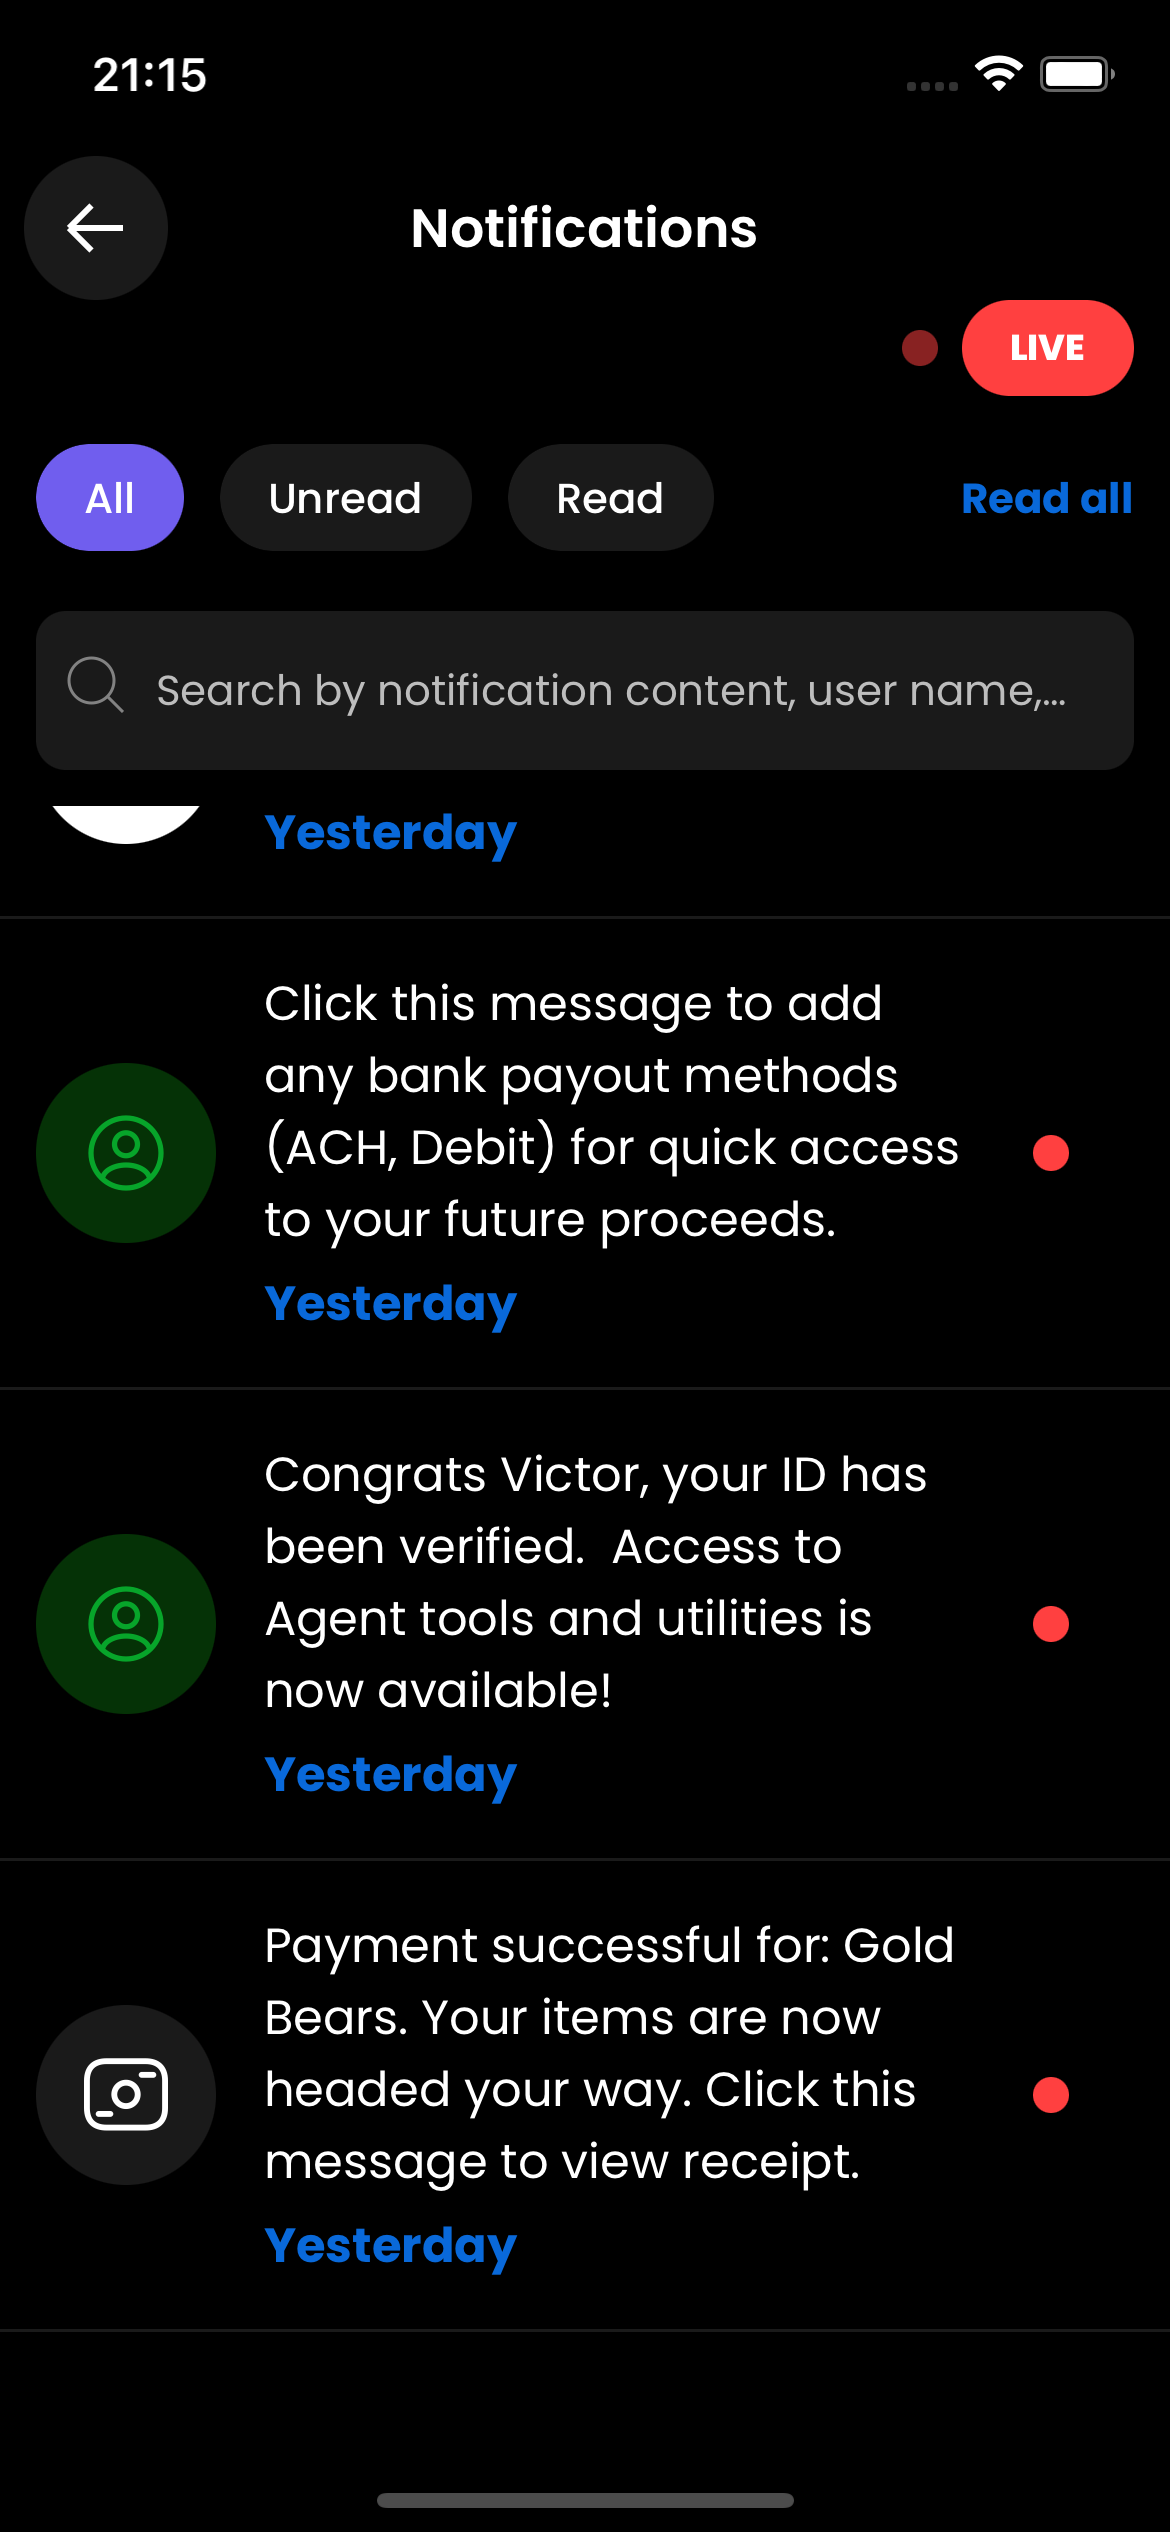 21:15
Notifications
LIVE
All Unread Read Read all
Search by notification content, user name,...
Yesterday
Click this message to add
any bank payout methods
(ACH, Debit) for quick access
to your future proceeds.
Yesterday
Congrats Victor, your ID has
been verified.  Access to
Agent tools and utilities is
now available!
Yesterday
Payment successful for: Gold
Bears. Your items are now
headed your way. Click this
message to view receipt.
Yesterday